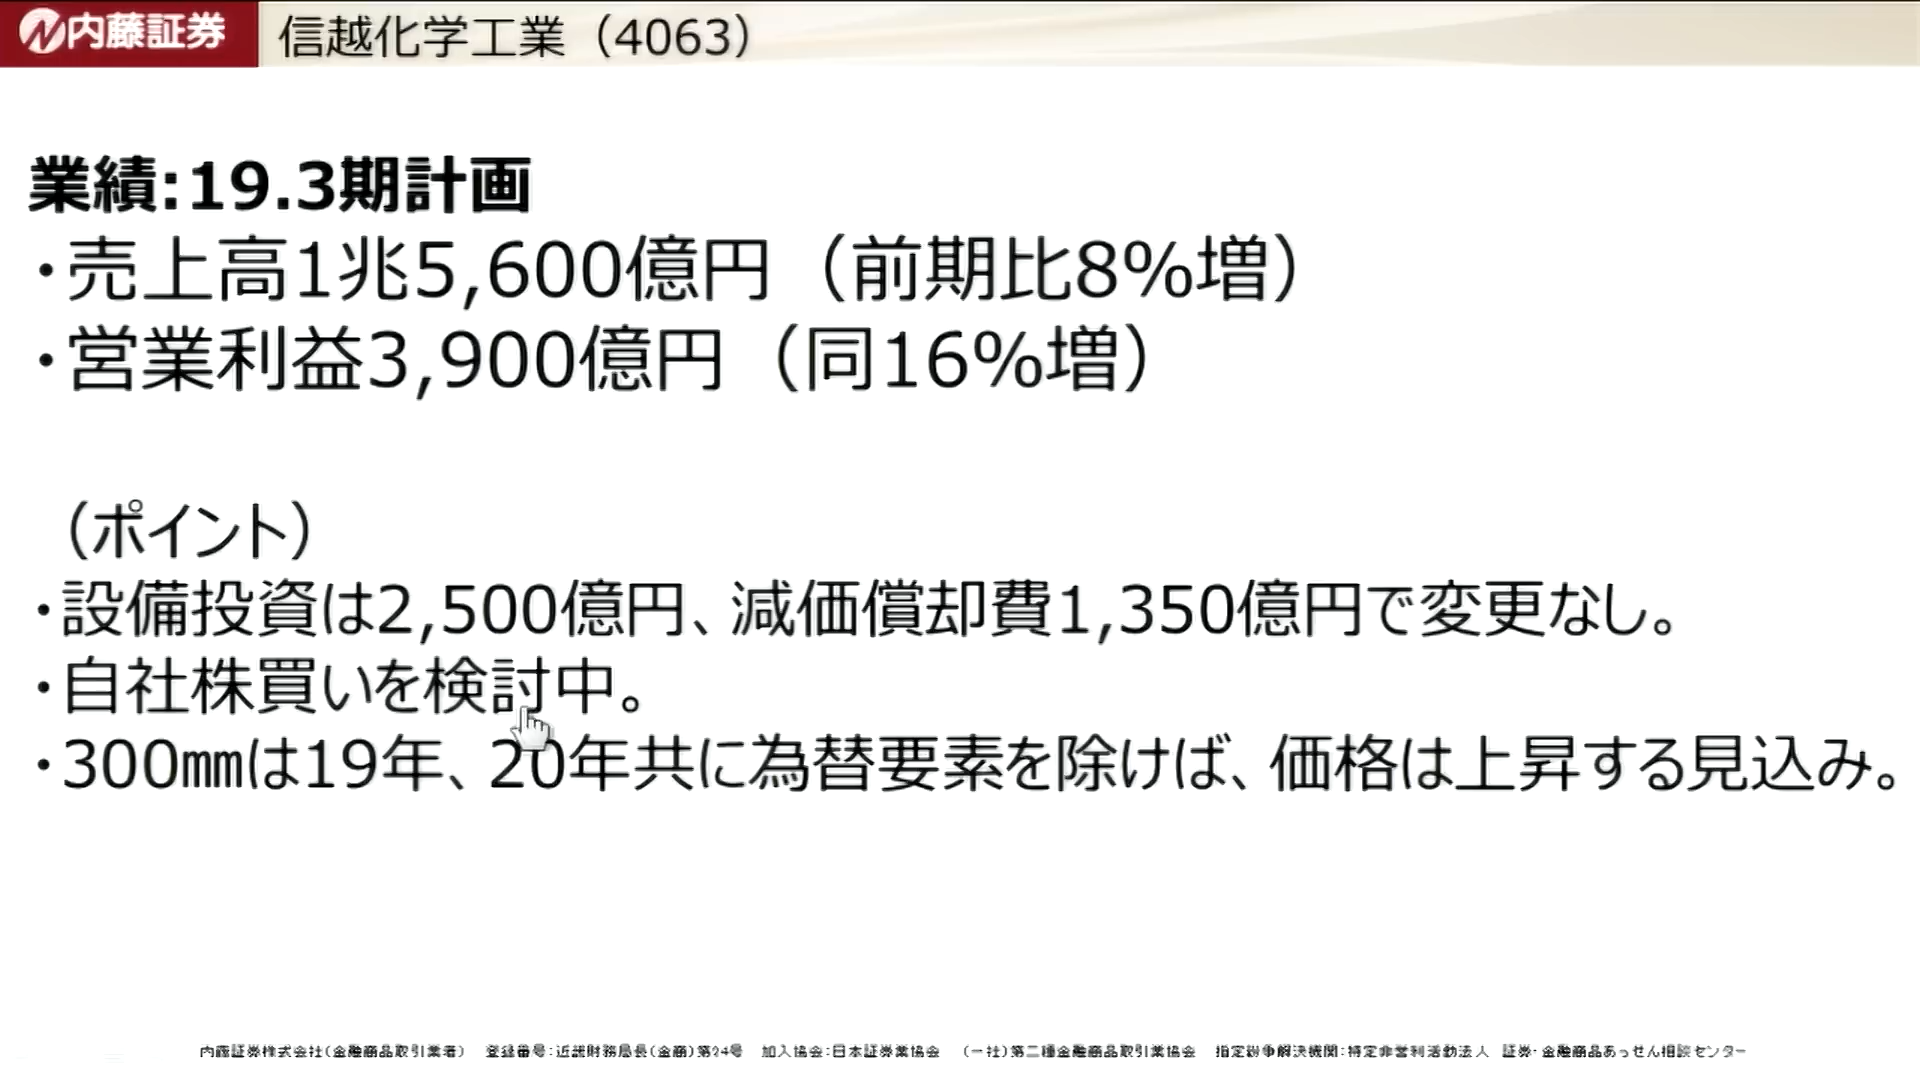 内藤証券
信越化学工業（4063）
業績:19.3期計画
・売上高1兆5,600億円（前期比8%増）
・営業利益3,900億円（同16%増）
（ポイント）
・設備投資は2,500億円、減価償却費1,350億円で変更なし。
・自社株買いを検討中。
・300㎜は19年、20年共に為替要素を除けば、価格は上昇する見込み。
内藤証券株式会社（金融商品取引業者）　登録番号：近畿財務局長（金商）第24号　加入協会：日本証券業協会　（一社）第二種金融商品取引業協会　指定紛争解決機関：特定非営利活動法人　証券・金融商品あっせん相談センター